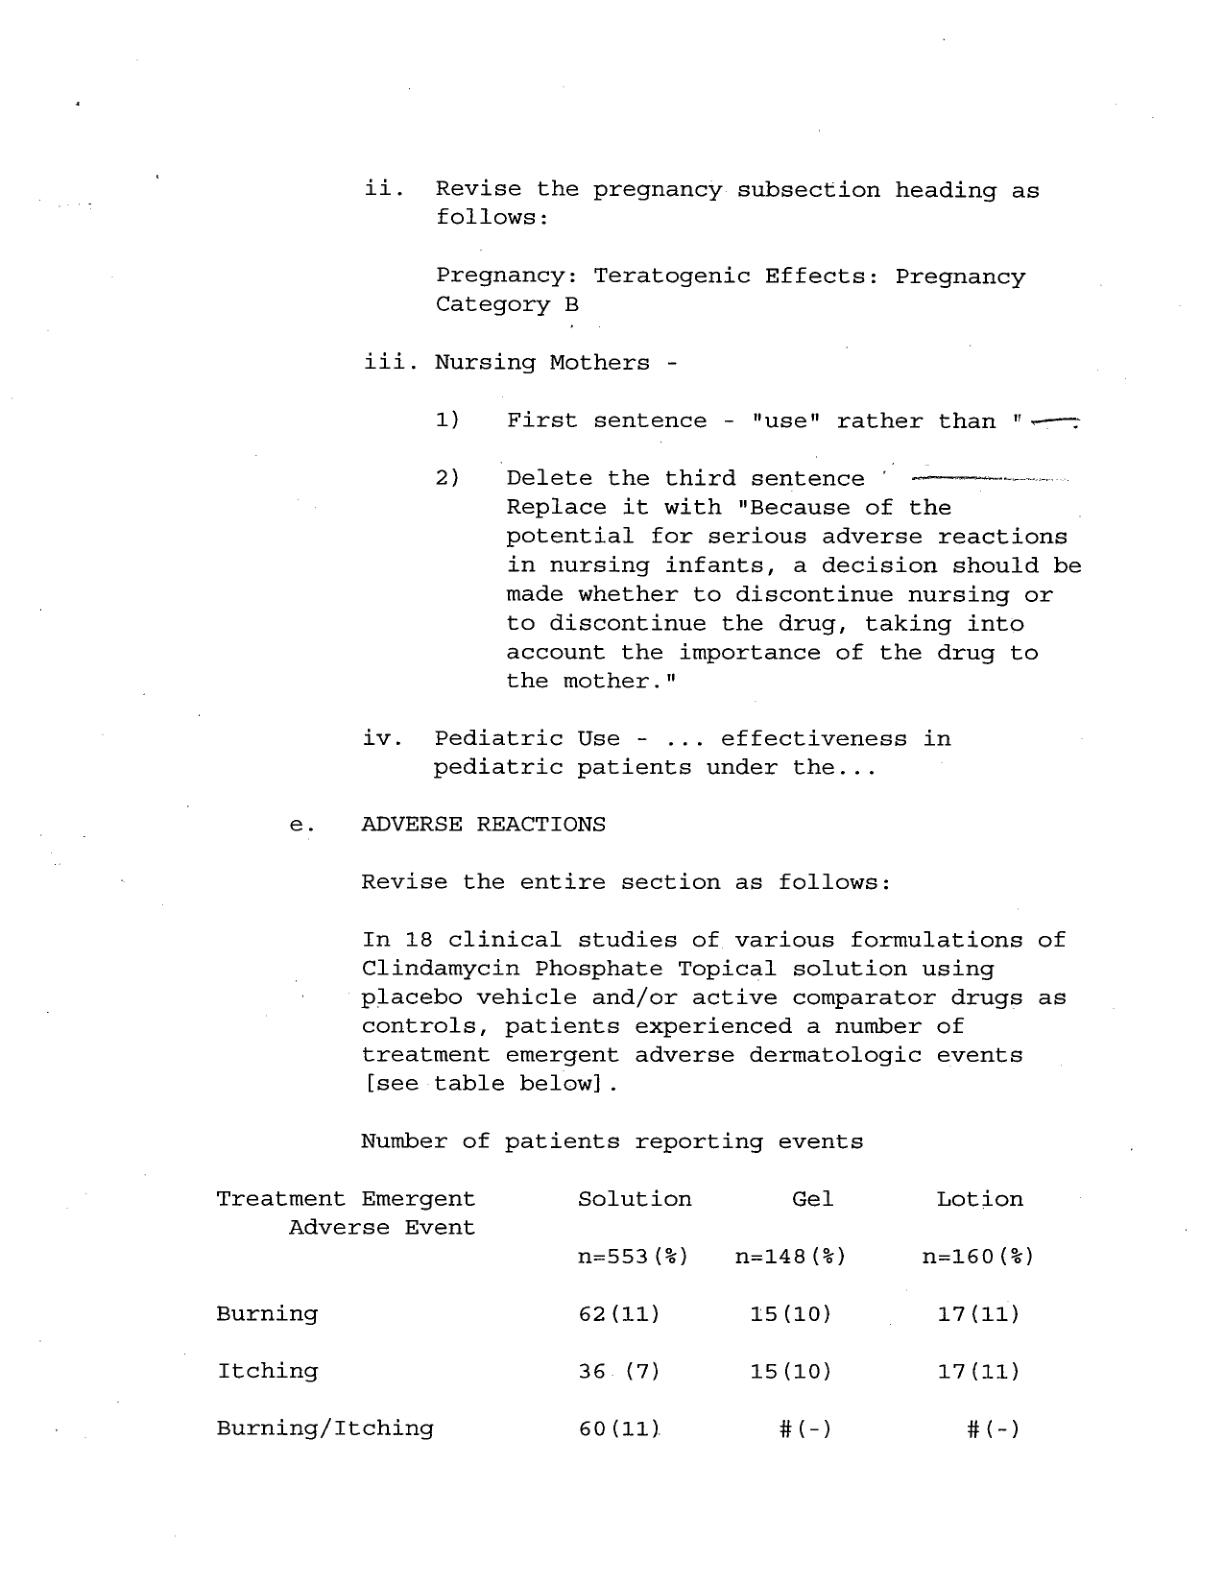 ii. Revise the pregnancy subsection heading as
follows:
Pregnancy: Teratogenic Effects: Pregnancy
Category B
iii. Nursing Mothers -
1) First sentence - "use" rather than "
2) Delete the third sentence '
Replace it with "Because of the
potential for serious adverse reactions
in nursing infants, a decision should be
made whether to discontinue nursing or
to discontinue the drug, taking into
account the importance of the drug to
the mother."
iv. Pediatric Use - ... effectiveness in
pediatric patients under the...
e. ADVERSE REACTIONS
Revise the entire section as follows:
In 18 clinical studies of various formulations of
Clindamycin Phosphate Topical solution using
placebo vehicle and/or active comparator drugs as
controls, patients experienced a number of
treatment emergent adverse dermatologic events
[see table below].
Number of patients reporting events
Treatment Emergent Solution Gel Lotion
Adverse Event
n=553(%) n=148(%) n=160(%)
Burning 62(11) 15(10) 17(11)
Itching 36 (7) 15(10) 17(11)
Burning/Itching 60(11) #(-) #(-)